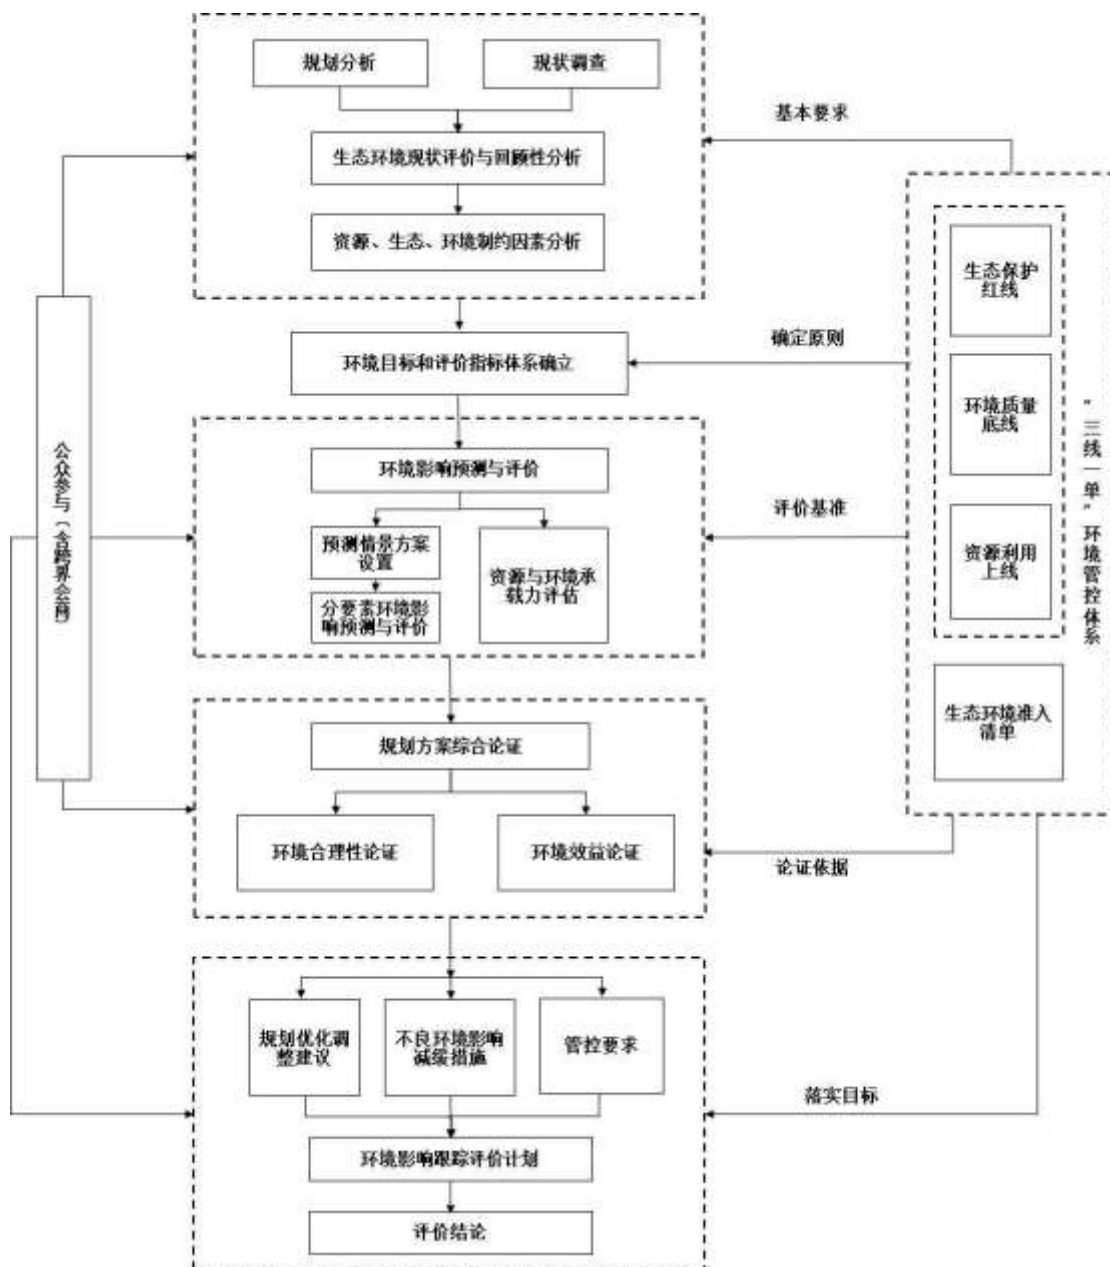 规划分析
现状调查
基本要求
生态环境现状评价与回顾性分析
资源、生态、环境制约因素分析
生态保护
红线
确定原则
环境目标和评价指标体系确立
环境质量
底线
公众参与（含跨界会商）
“三线一单”环境管控体系
环境影响预测与评价
评价基准
预测情景方案
设置
资源与环境承
载力评估
分要素环境影
响预测与评价
资源利用
上线
生态环境准入
清单
规划方案综合论证
环境合理性论证
环境效益论证
论证依据
规划优化调
整建议
不良环境影响
减缓措施
管控要求
落实目标
环境影响跟踪评价计划
评价结论